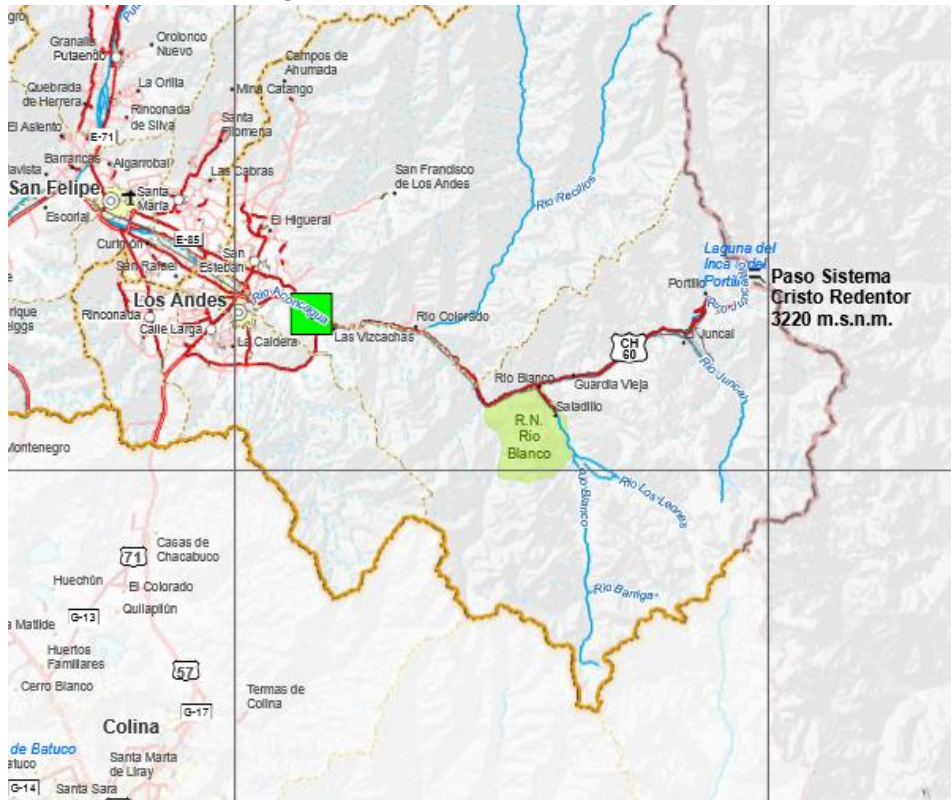 Granalla
Putaendo
Orolonco
Nuevo
Campos de
Ahumada
Quebrada
de Herrera
La Orilla
Mina Catango
Rinconada
de Silva
Santa
Filomena
El Asiento
E-71
Barrancas
Algarrobal
Las Cabras
San Francisco
de Los Andes
San Felipe
Santa
María
Escorial
El Higueral
Río Recillos
Curimón
E-85
San
Esteban
San Rafael
Laguna del
Inca
Portillo
Los Andes
Río Aconcagua
Paso Sistema
Cristo Redentor
3220 m.s.n.m.
Rinconada
Calle Larga
La Caldera
Las Vizcachas
Río Colorado
Juncal
CH
60
Río Juncal
Río Blanco
Guardia Vieja
Saladillo
R.N.
Río
Blanco
Montenegro
Río Blanco
Río Los Leones
71
Casas de
Chacabuco
Huechún
El Colorado
Quilapilún
Río Barriga
G-13
a Matilde
Huertos
Familiares
57
Cerro Blanco
G-17
Termas de
Colina
Colina
de Batuco
atuco
Santa Marta
de Liray
G-14
Santa Sara